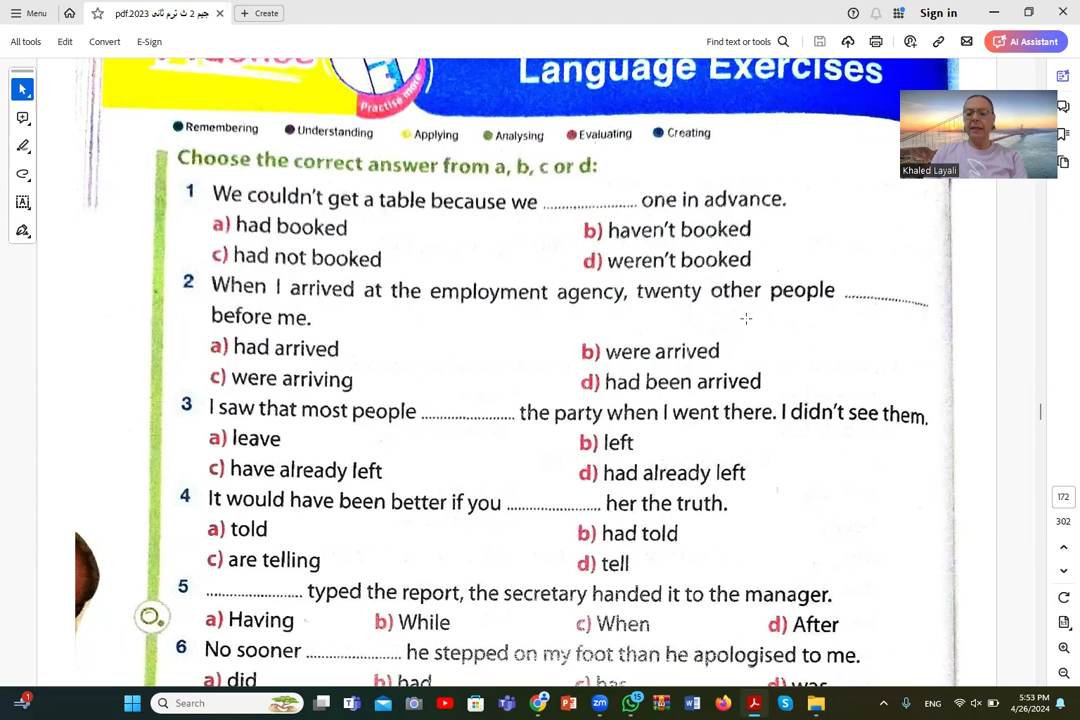 Menu
جيم 2 ث ترم ثانى 2023.pdf
Create
Sign in
All tools Edit Convert E-Sign
Find text or tools
AI Assistant
Practise more
Language Exercises
Remembering Understanding Applying Analysing Evaluating Creating
Khaled Layali
Choose the correct answer from a, b, c or d:
1 We couldn't get a table because we ...................... one in advance.
a) had booked b) haven't booked
c) had not booked d) weren't booked
2 When I arrived at the employment agency, twenty other people ...................
before me.
a) had arrived b) were arrived
c) were arriving d) had been arrived
3 I saw that most people ...................... the party when I went there. I didn't see them.
a) leave b) left
c) have already left d) had already left
4 It would have been better if you ...................... her the truth.
a) told b) had told
c) are telling d) tell
5 ...................... typed the report, the secretary handed it to the manager.
a) Having b) While c) When d) After
6 No sooner ...................... he stepped on my foot than he apologised to me.
a) did b) had c) has d) was
172
302
1
Search
15
5:53 PM
4/26/2024